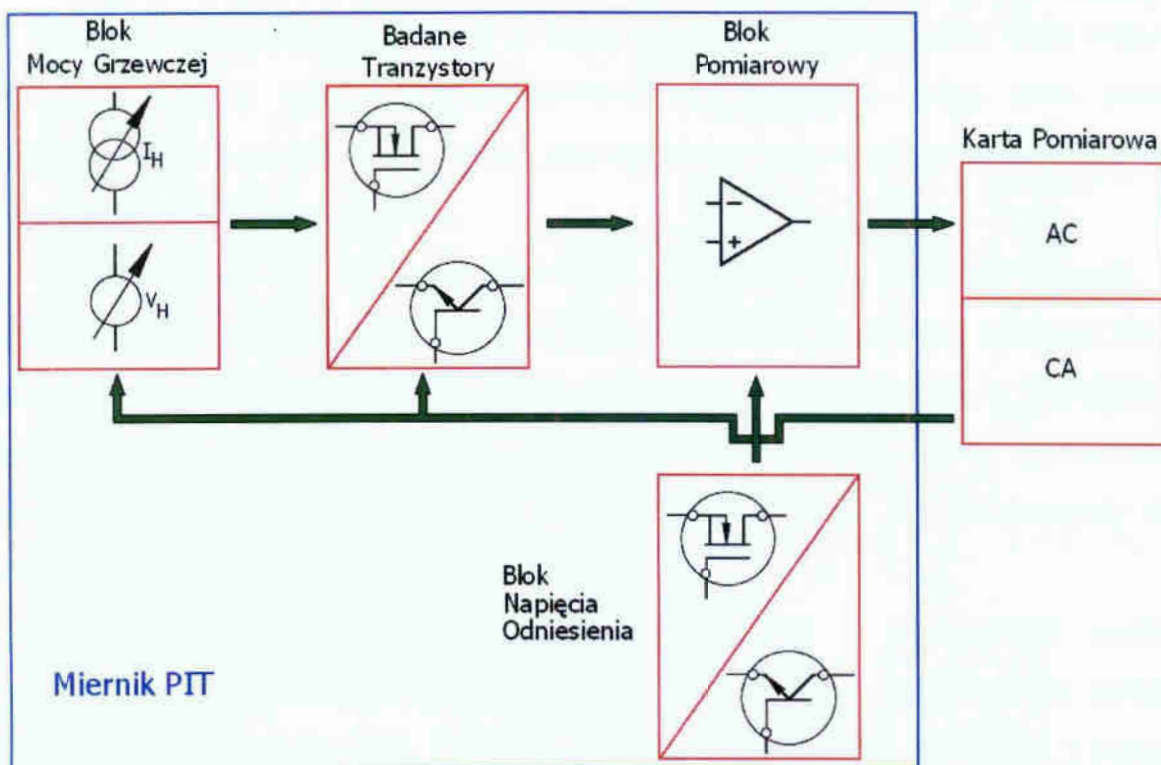 Blok
Mocy Grzewczej
Badane
Tranzystory
Blok
Pomiarowy
Karta Pomiarowa
I_H
V_H
−
+
AC
CA
Blok
Napięcia
Odniesienia
Miernik PIT